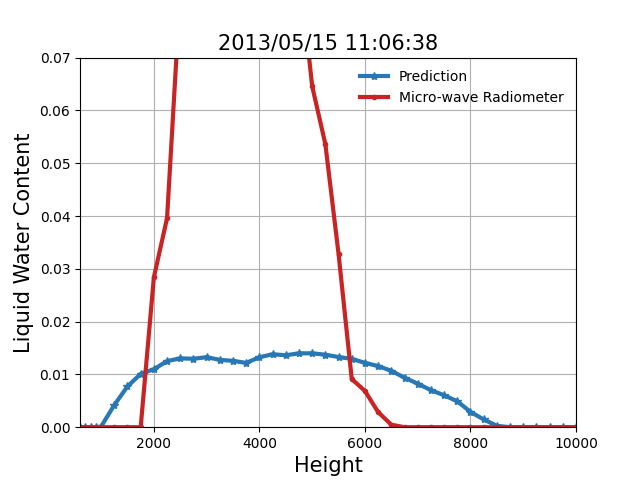 2013/05/15 11:06:38
Prediction
Micro-wave Radiometer
Liquid Water Content
0.07
0.06
0.05
0.04
0.03
0.02
0.01
0.00
2000 4000 6000 8000 10000
Height